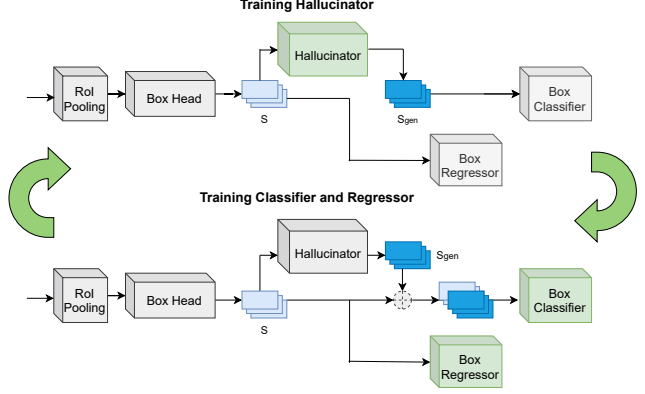 Training Hallucinator
Hallucinator
RoI
Pooling
Box Head
S
Sgen
Box
Classifier
Box
Regressor
Training Classifier and Regressor
Hallucinator
Sgen
RoI
Pooling
Box Head
S
Box
Classifier
Box
Regressor